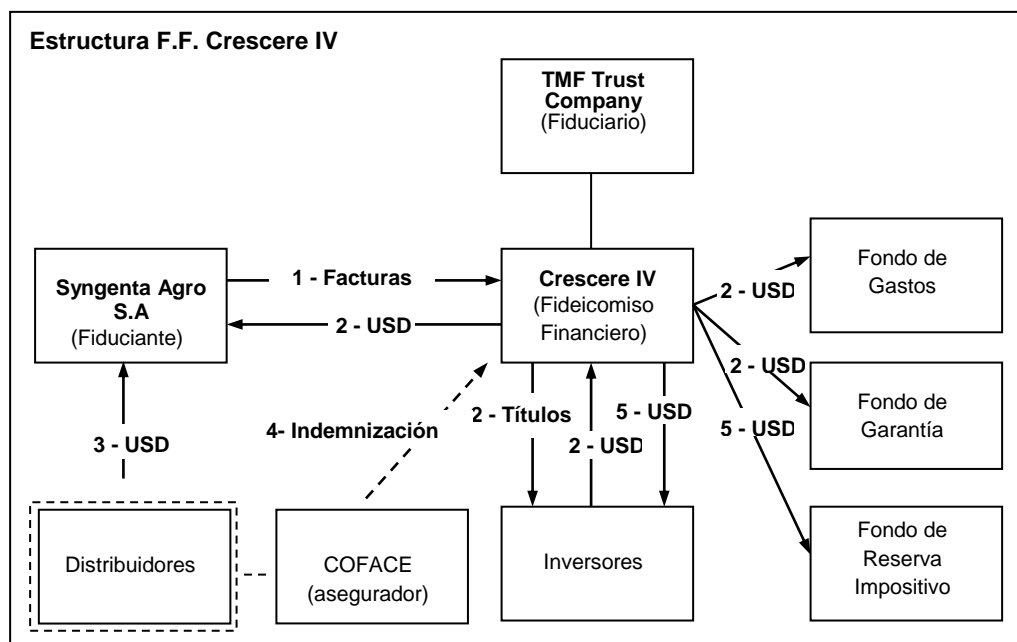 Estructura F.F. Crescere IV
TMF Trust
Company
(Fiduciario)
Syngenta Agro
S.A
(Fiduciante)
1 - Facturas
2 - USD
Crescere IV
(Fideicomiso
Financiero)
2 - USD
Fondo de
Gastos
2 - USD
Fondo de
Garantía
5 - USD
Fondo de
Reserva
Impositivo
3 - USD
4- Indemnización
2 - Títulos
2 - USD
5 - USD
Distribuidores
COFACE
(asegurador)
Inversores